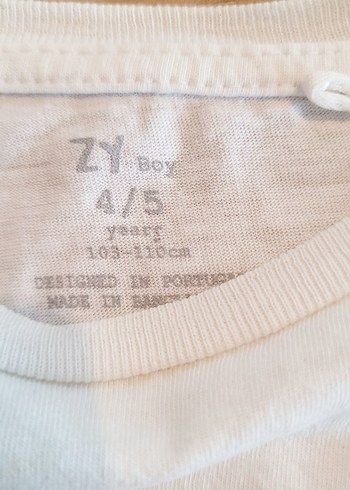 ZY Boy
4/5
years
103-110cm
DESIGNED IN
MADE IN